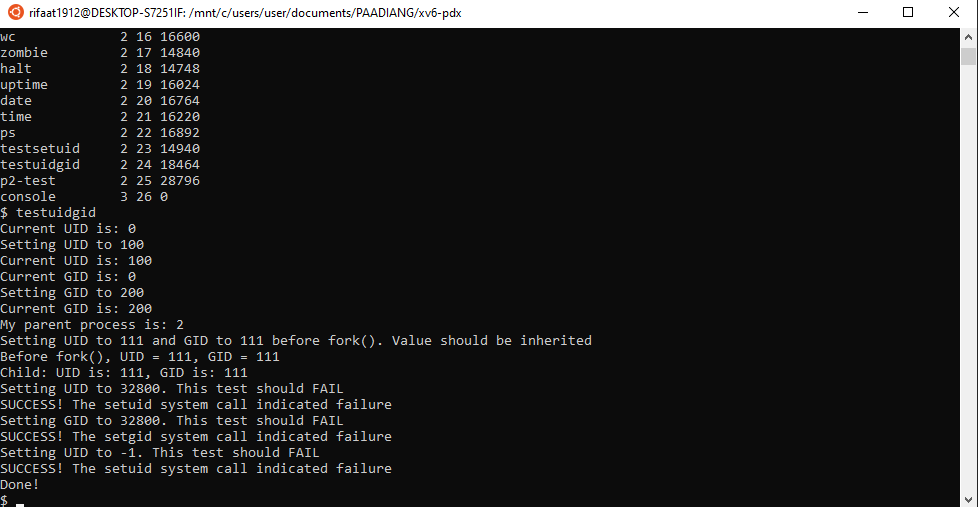 rifaat1912@DESKTOP-S7251IF: /mnt/c/users/user/documents/PAADIANG/xv6-pdx
wc             2 16 16600
zombie         2 17 14840
halt           2 18 14748
uptime         2 19 16024
date           2 20 16764
time           2 21 16220
ps             2 22 16892
testsetuid     2 23 14940
testuidgid     2 24 18464
p2-test        2 25 28796
console        3 26 0
$ testuidgid
Current UID is: 0
Setting UID to 100
Current UID is: 100
Current GID is: 0
Setting GID to 200
Current GID is: 200
My parent process is: 2
Setting UID to 111 and GID to 111 before fork(). Value should be inherited
Before fork(), UID = 111, GID = 111
Child: UID is: 111, GID is: 111
Setting UID to 32800. This test should FAIL
SUCCESS! The setuid system call indicated failure
Setting GID to 32800. This test should FAIL
SUCCESS! The setgid system call indicated failure
Setting UID to -1. This test should FAIL
SUCCESS! The setuid system call indicated failure
Done!
$